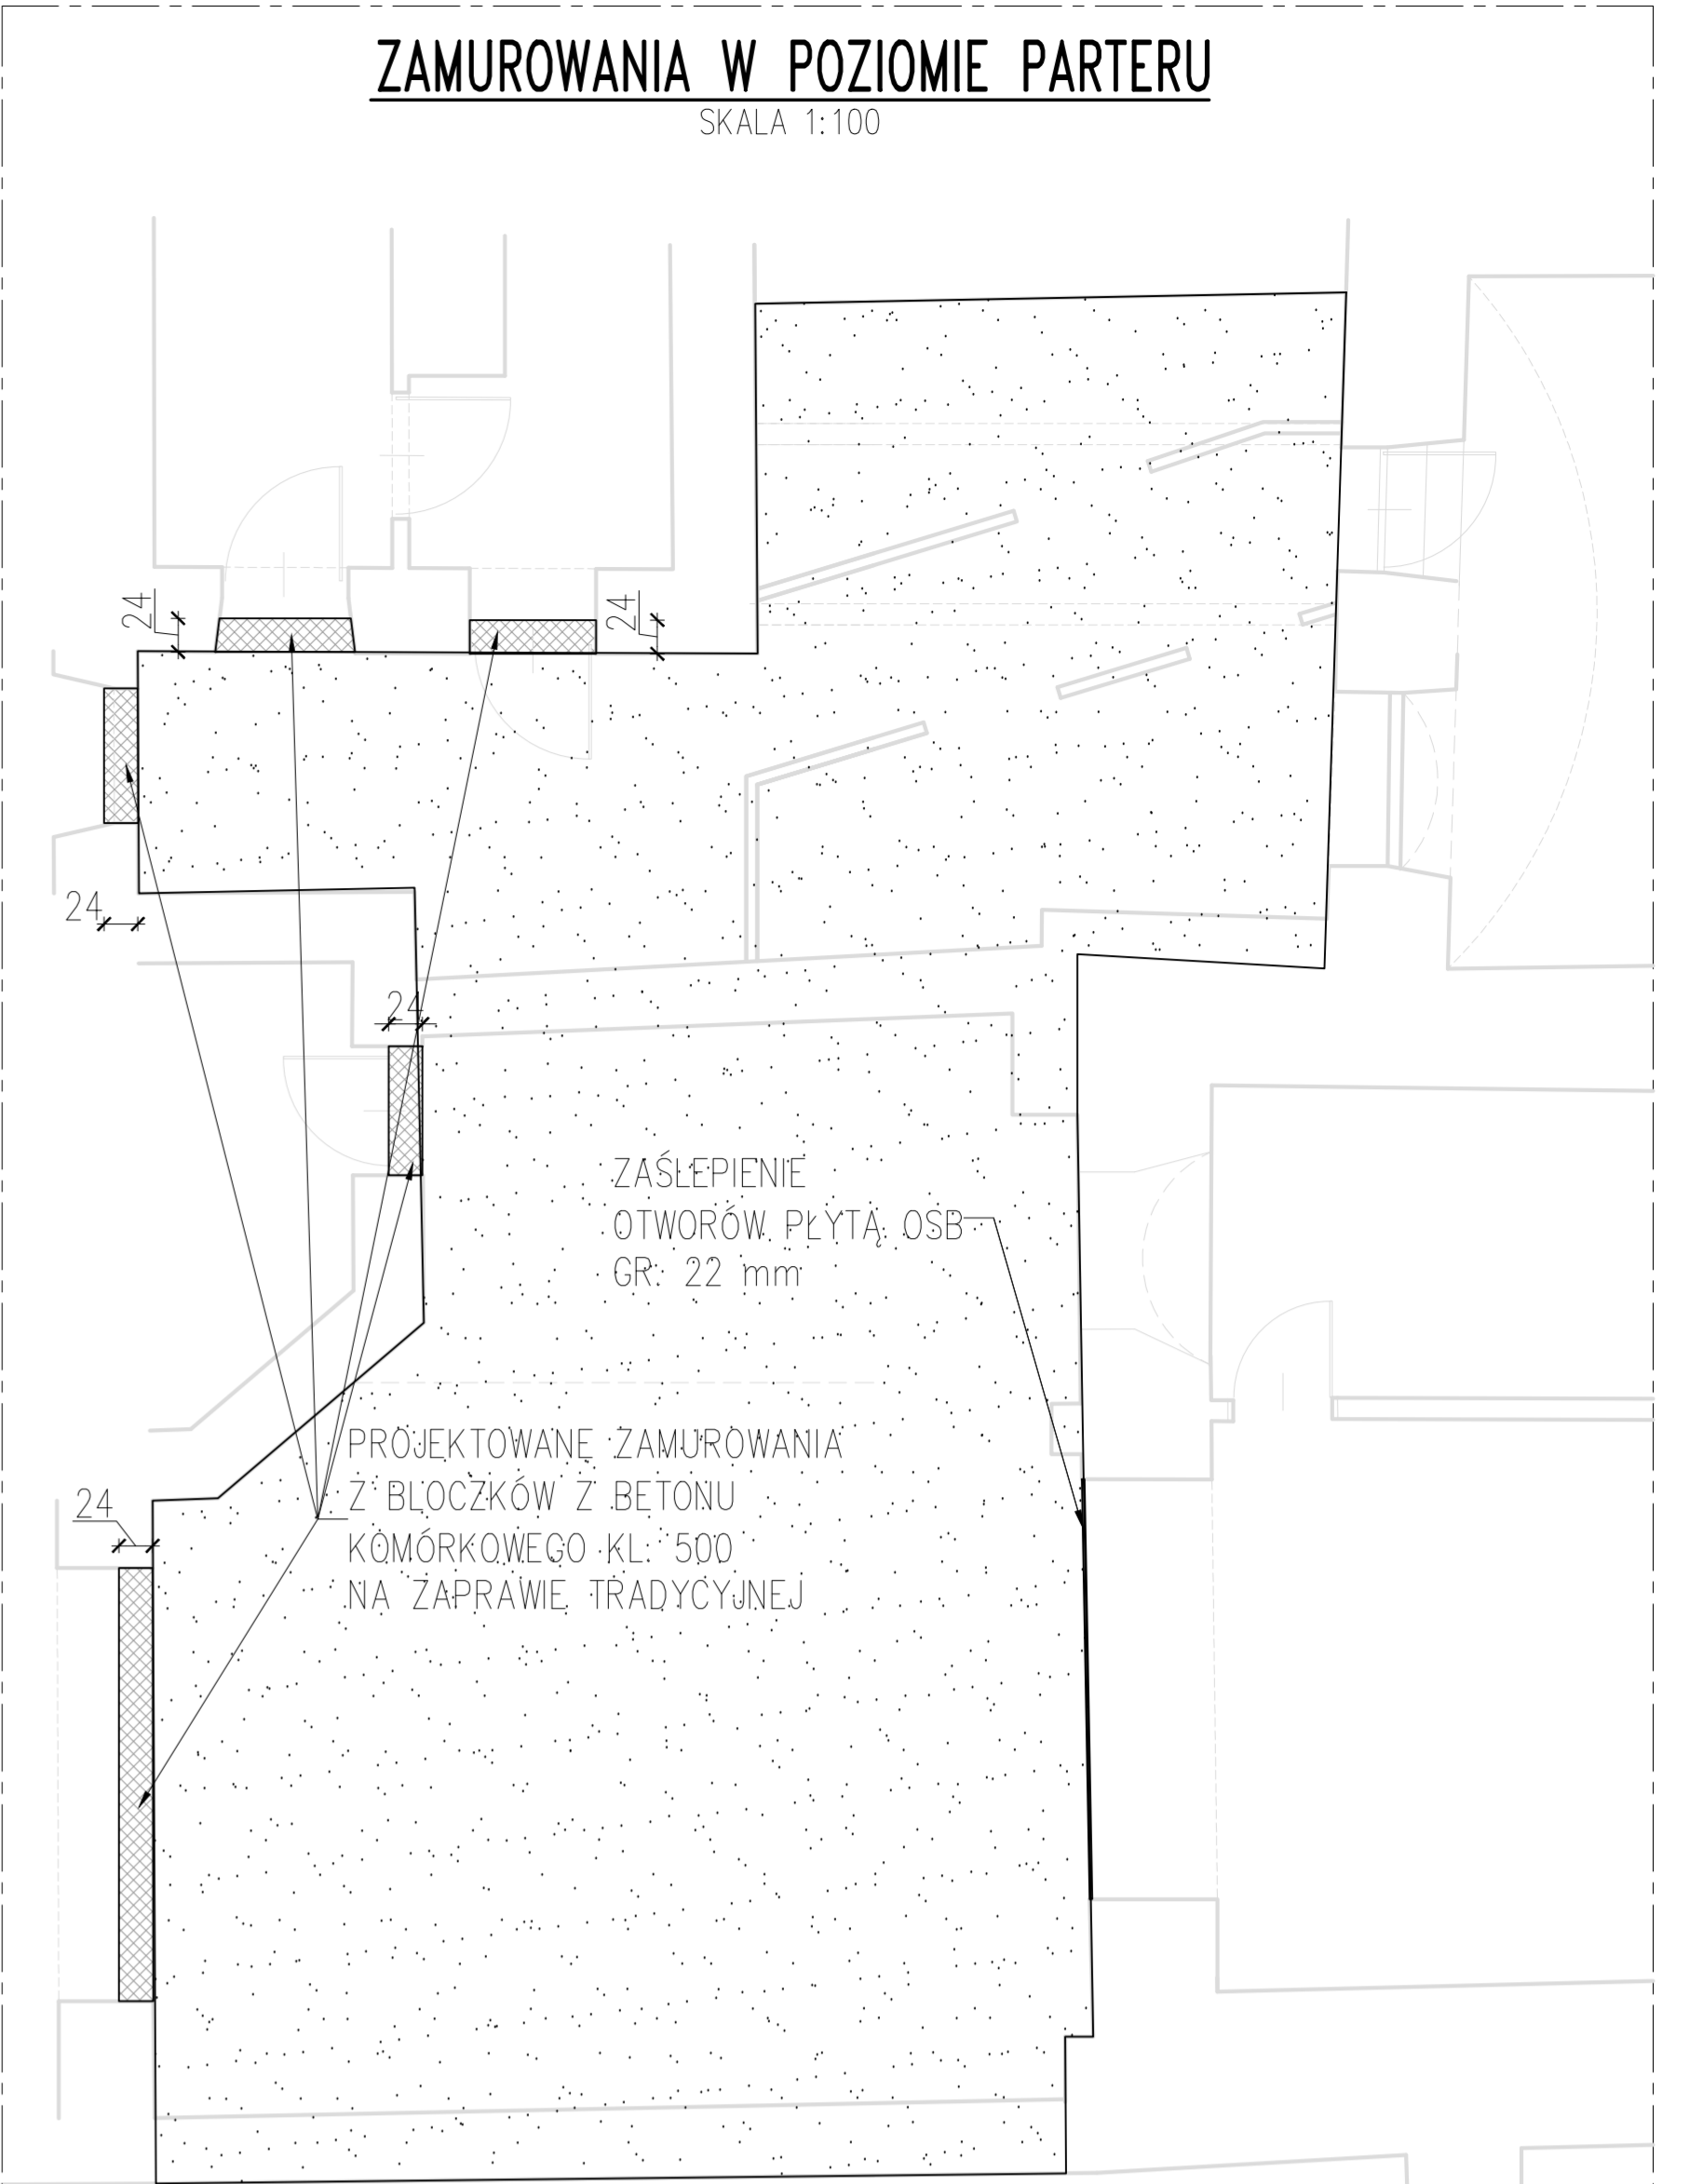 ZAMUROWANIA W POZIOMIE PARTERU
SKALA 1:100
24
24
24
24
ZAŚLEPIENIE
OTWORÓW PŁYTĄ OSB
GR. 22 mm
PROJEKTOWANE ZAMUROWANIA
Z BLOCZKÓW Z BETONU
KOMÓRKOWEGO KL. 500
NA ZAPRAWIE TRADYCYJNEJ
24